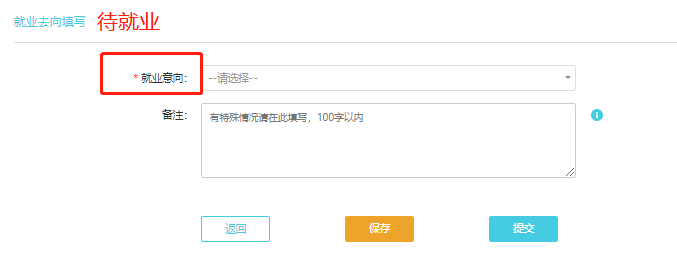 就业去向填写 待就业
* 就业意向: --请选择--
备注: 有特殊情况请在此填写，100字以内
返回 保存 提交